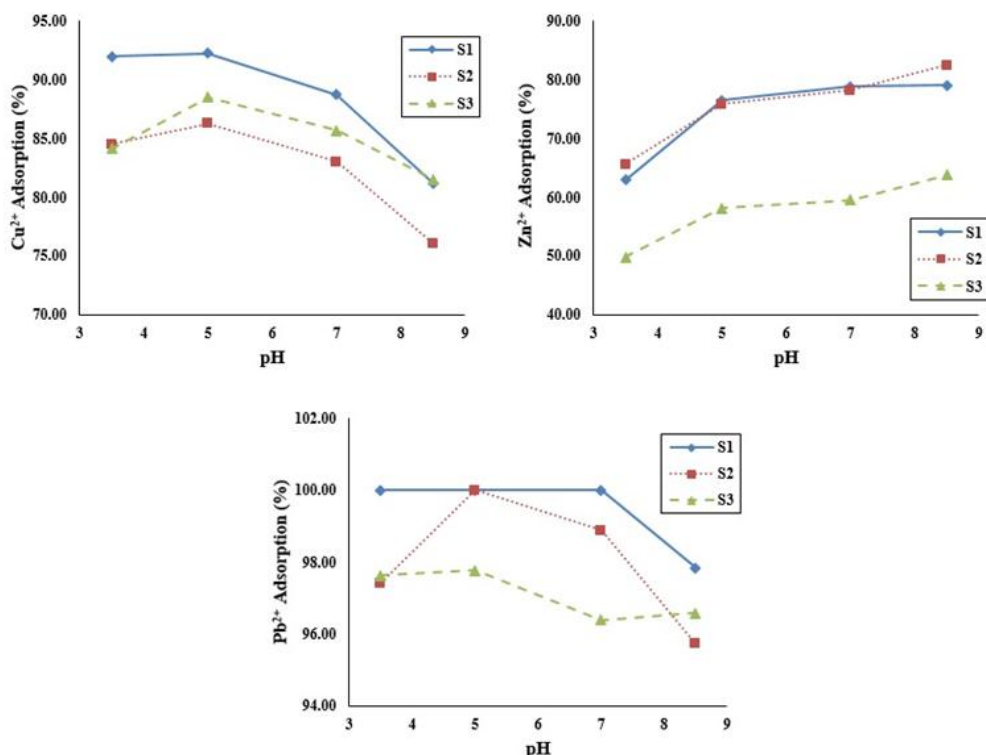 95.00
90.00
85.00
80.00
75.00
70.00
Cu²⁺ Adsorption (%)
3 4 5 6 7 8 9
pH
S1
S2
S3
90.00
80.00
70.00
60.00
50.00
40.00
Zn²⁺ Adsorption (%)
3 4 5 6 7 8 9
pH
S1
S2
S3
102.00
100.00
98.00
96.00
94.00
Pb²⁺ Adsorption (%)
3 4 5 6 7 8 9
pH
S1
S2
S3